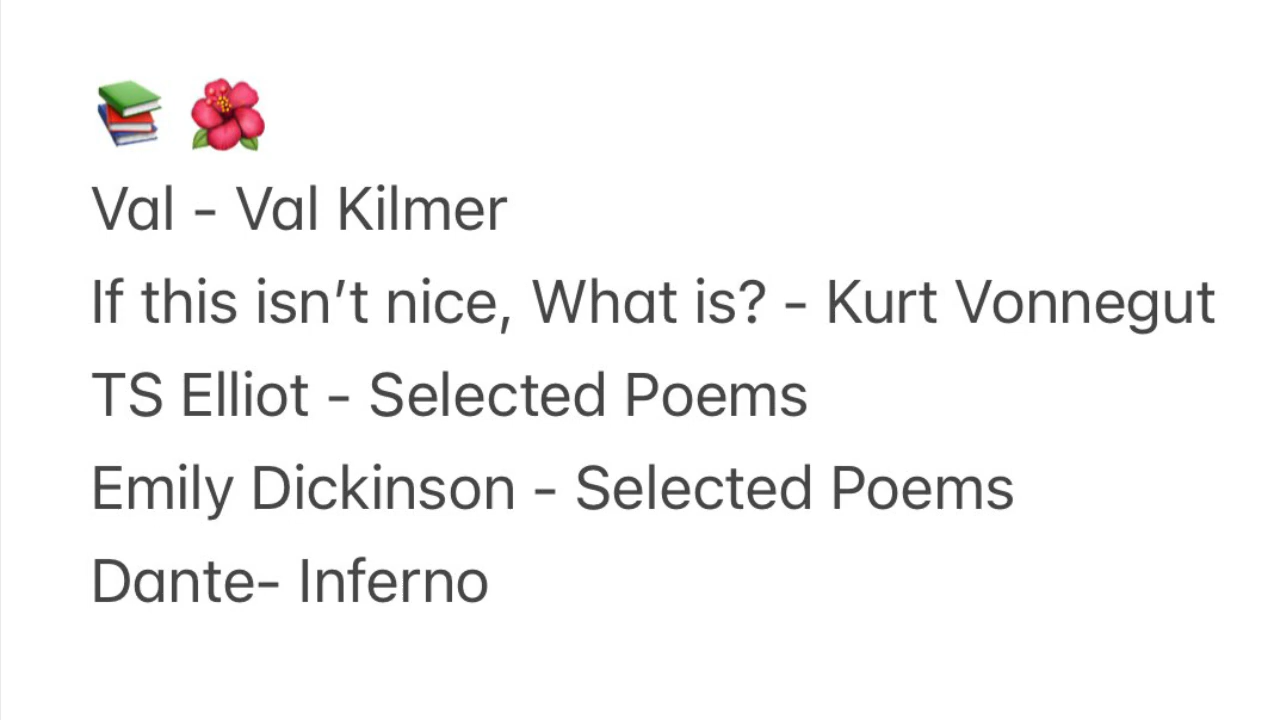 📚 🌺
Val - Val Kilmer
If this isn’t nice, What is? - Kurt Vonnegut
TS Elliot - Selected Poems
Emily Dickinson - Selected Poems
Dante- Inferno